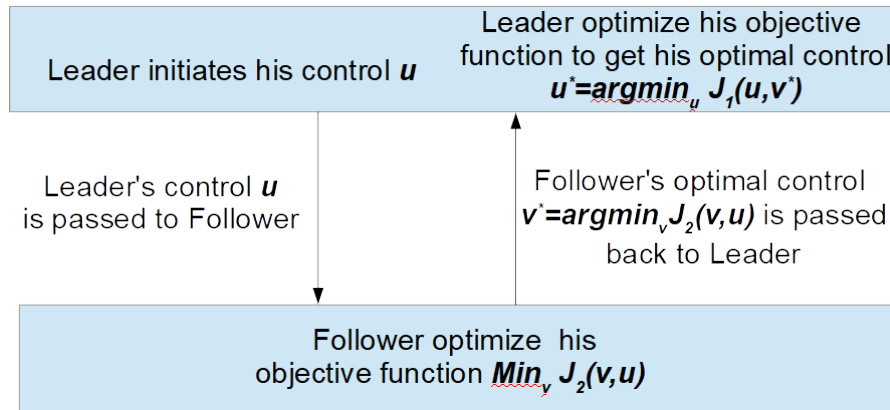 Leader initiates his control u
Leader optimize his objective
function to get his optimal control
u*=argminᵤ J₁(u,v*)
Leader's control u
is passed to Follower
Follower's optimal control
v*=argminᵥJ₂(v,u) is passed
back to Leader
Follower optimize his
objective function Minᵥ J₂(v,u)